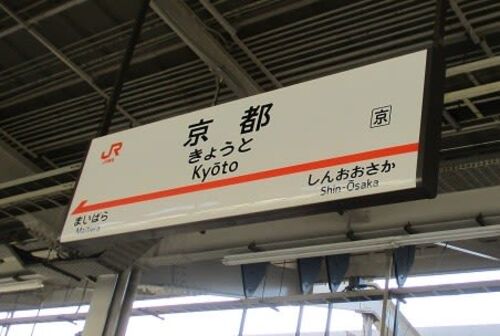 JR
京都
京
きょうと
Kyōto
しんおおさか
Shin-Ōsaka
まいばら
Maibara